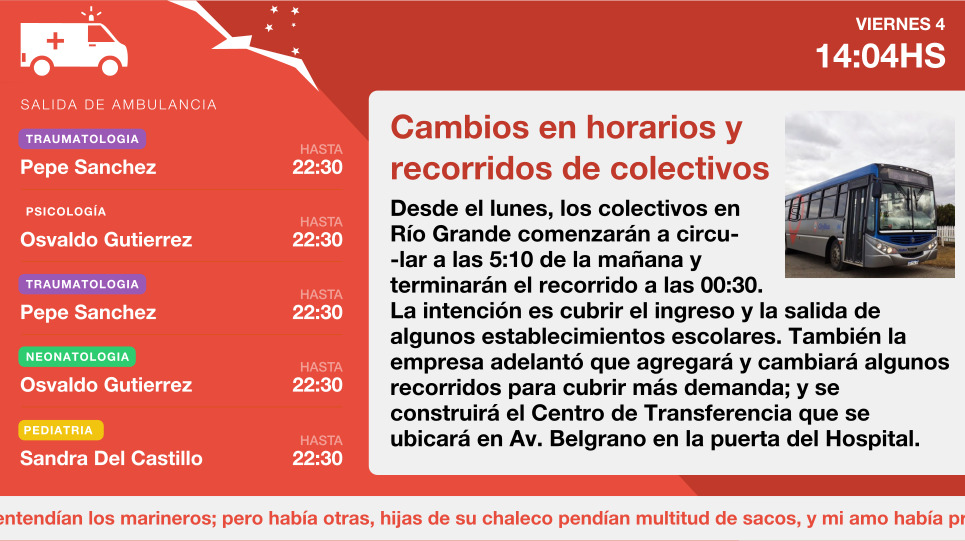 VIERNES 4
14:04HS
SALIDA DE AMBULANCIA
TRAUMATOLOGIA
Pepe Sanchez
HASTA
22:30
PSICOLOGÍA
Osvaldo Gutierrez
HASTA
22:30
TRAUMATOLOGIA
Pepe Sanchez
HASTA
22:30
NEONATOLOGIA
Osvaldo Gutierrez
HASTA
22:30
PEDIATRIA
Sandra Del Castillo
HASTA
22:30
Cambios en horarios y
recorridos de colectivos
Desde el lunes, los colectivos en
Río Grande comenzarán a circu-
-lar a las 5:10 de la mañana y
terminarán el recorrido a las 00:30.
La intención es cubrir el ingreso y la salida de
algunos establecimientos escolares. También la
empresa adelantó que agregará y cambiará algunos
recorridos para cubrir más demanda; y se
construirá el Centro de Transferencia que se
ubicará en Av. Belgrano en la puerta del Hospital.
entendían los marineros; pero había otras, hijas de su chaleco pendían multitud de sacos, y mi amo había pr